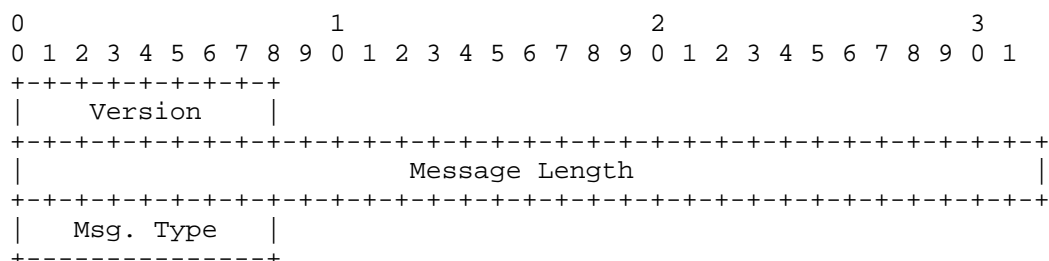 0                   1                   2                   3
0 1 2 3 4 5 6 7 8 9 0 1 2 3 4 5 6 7 8 9 0 1 2 3 4 5 6 7 8 9 0 1
+-+-+-+-+-+-+-+-+
|    Version    |
+-+-+-+-+-+-+-+-+-+-+-+-+-+-+-+-+-+-+-+-+-+-+-+-+-+-+-+-+-+-+-+-+
|                        Message Length                         |
+-+-+-+-+-+-+-+-+-+-+-+-+-+-+-+-+-+-+-+-+-+-+-+-+-+-+-+-+-+-+-+-+
|   Msg. Type   |
+---------------+